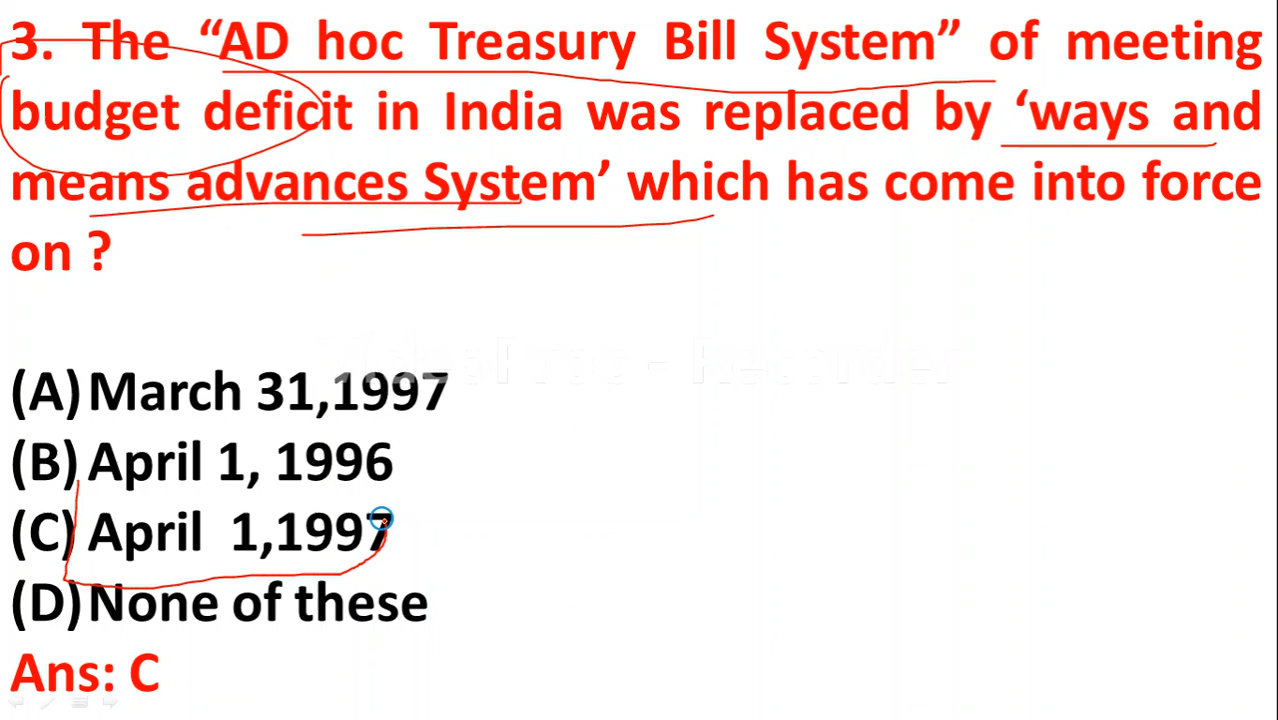 3. The “AD hoc Treasury Bill System” of meeting
budget deficit in India was replaced by ‘ways and
means advances System’ which has come into force
on ?
VideoProc - Recorder
(A) March 31,1997
(B) April 1, 1996
(C) April 1,1997
(D) None of these
Ans: C